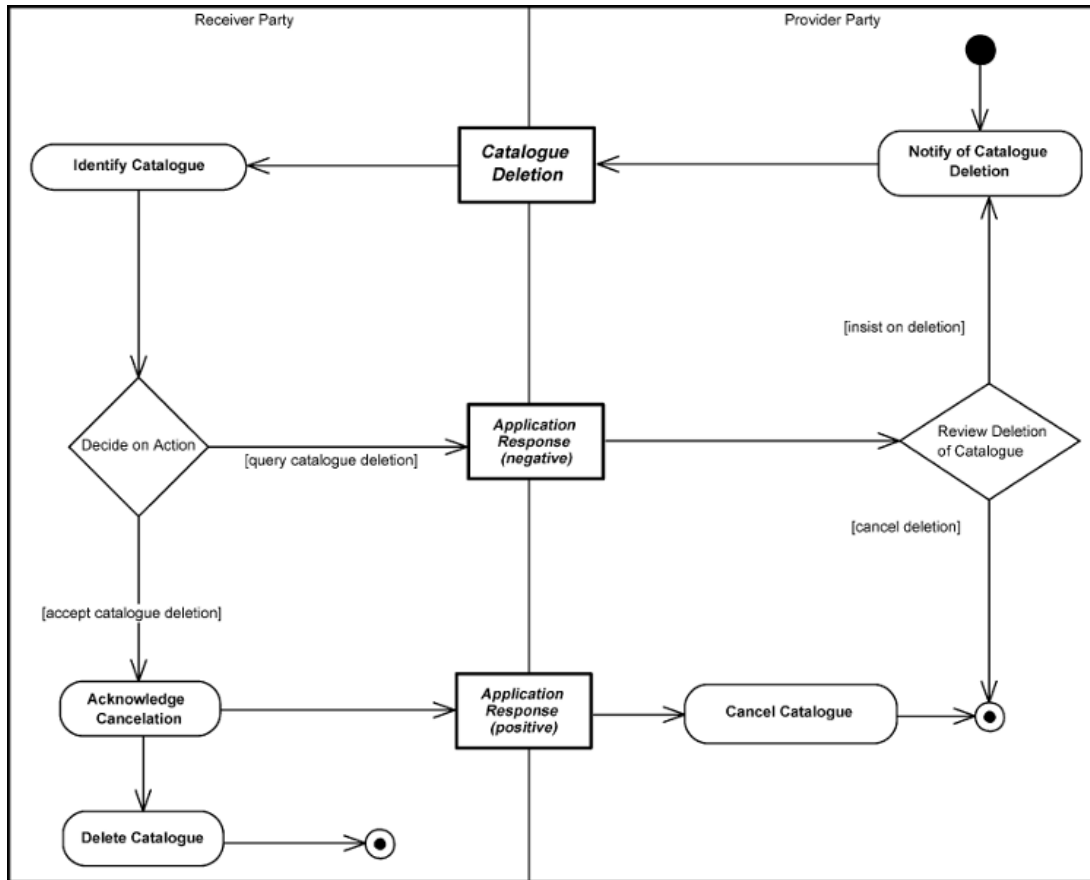 Receiver Party
Provider Party
Identify Catalogue
Catalogue
Deletion
Notify of Catalogue
Deletion
[insist on deletion]
Decide on Action
[query catalogue deletion]
Application
Response
(negative)
Review Deletion
of Catalogue
[cancel deletion]
[accept catalogue deletion]
Acknowledge
Cancelation
Application
Response
(positive)
Cancel Catalogue
Delete Catalogue